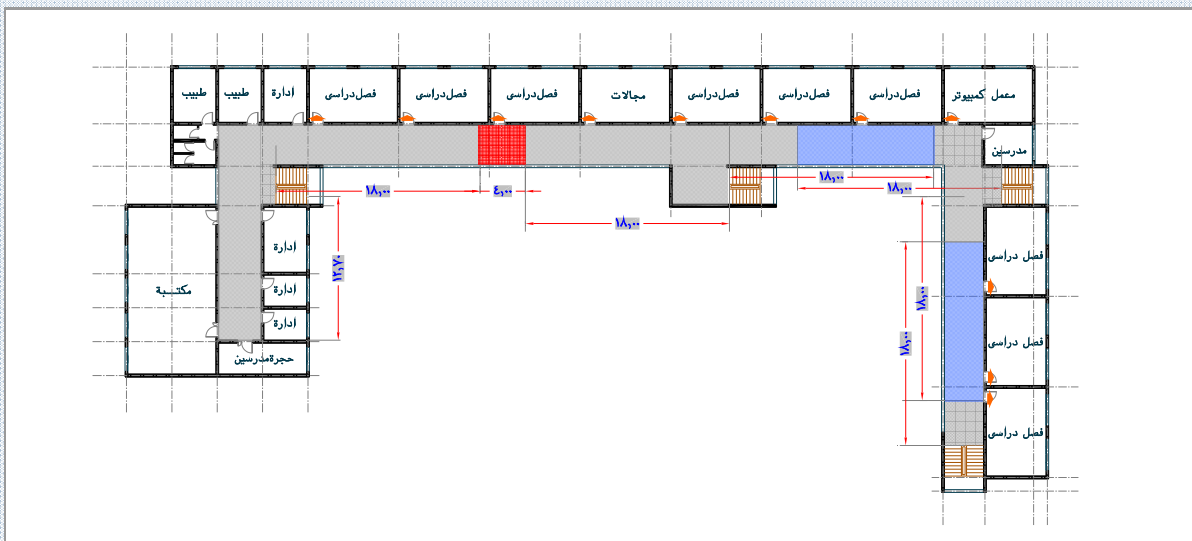 طبيب
طبيب
ادارة
فصل دراسى
فصل دراسى
فصل دراسى
مجالات
فصل دراسى
فصل دراسى
فصل دراسى
معمل كمبيوتر
مدرسين
١٨,٠٠
٤,٠٠
١٨,٠٠
١٨,٠٠
١٨,٠٠
ادارة
١٢,٧٠
فصل دراسى
مكتـــبة
ادارة
١٨,٠٠
ادارة
١٨,٠٠
فصل دراسى
حجرة مدرسين
فصل دراسى